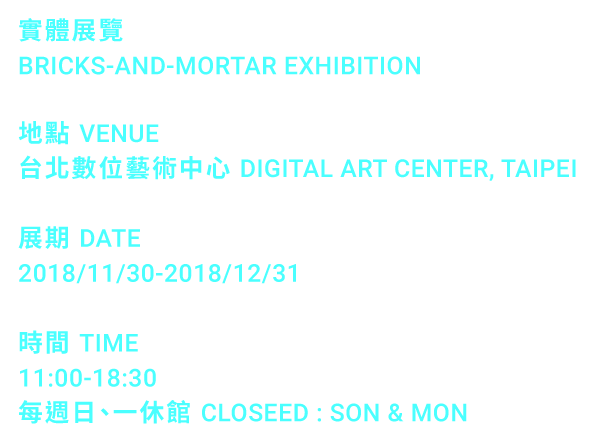 實體展覽
BRICKS-AND-MORTAR EXHIBITION
地點 VENUE
台北數位藝術中心 DIGITAL ART CENTER, TAIPEI
展期 DATE
2018/11/30-2018/12/31
時間 TIME
11:00-18:30
每週日、一休館 CLOSEED : SON & MON